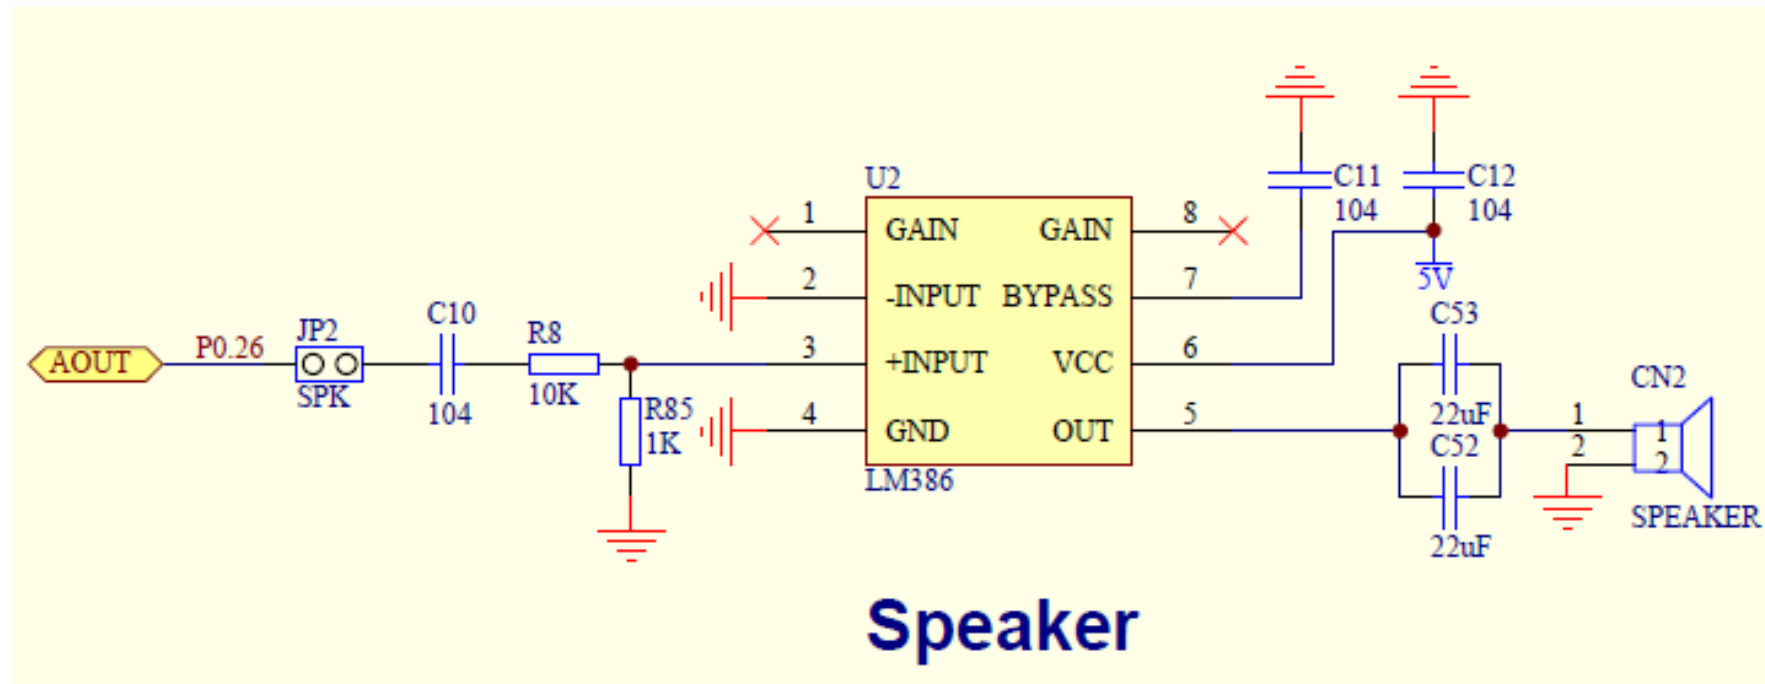 AOUT
P0.26
JP2
SPK
C10
104
R8
10K
R85
1K
U2
1
GAIN
GAIN
8
2
-INPUT
BYPASS
7
3
+INPUT
VCC
6
4
GND
OUT
5
LM386
C11
104
C12
104
5V
C53
22uF
C52
22uF
CN2
1
1
2
2
SPEAKER
Speaker